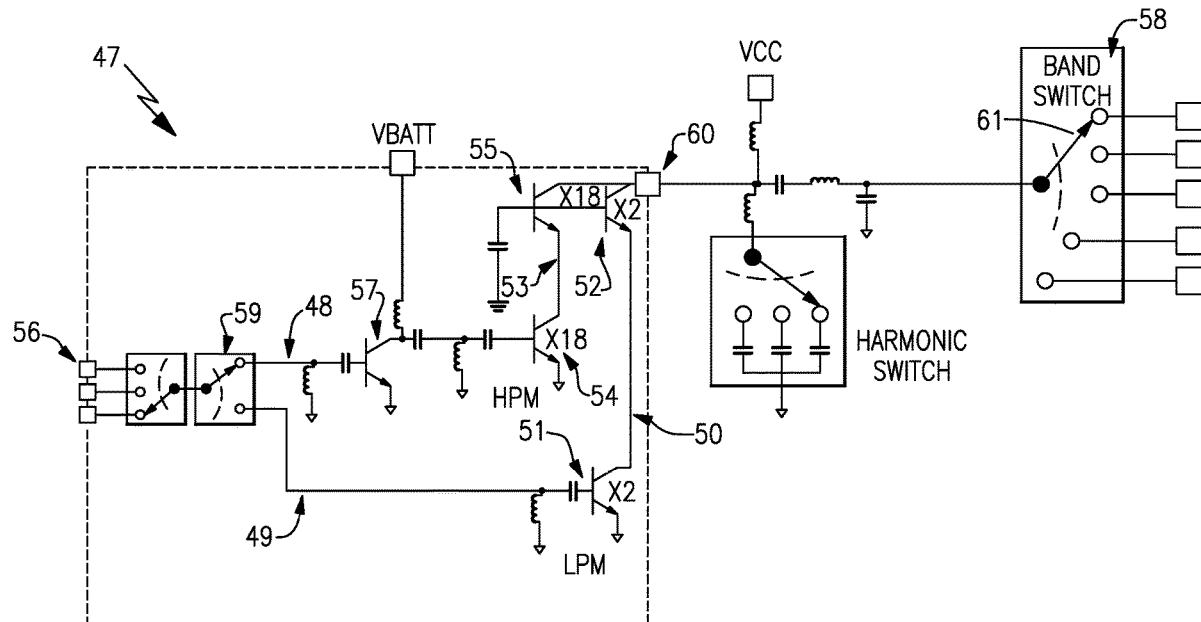 47
VBATT
55
60
VCC
58
BAND
SWITCH
61
X18
X2
53
52
57
59
56
48
X18
54
HPM
HARMONIC
SWITCH
51
50
X2
49
LPM